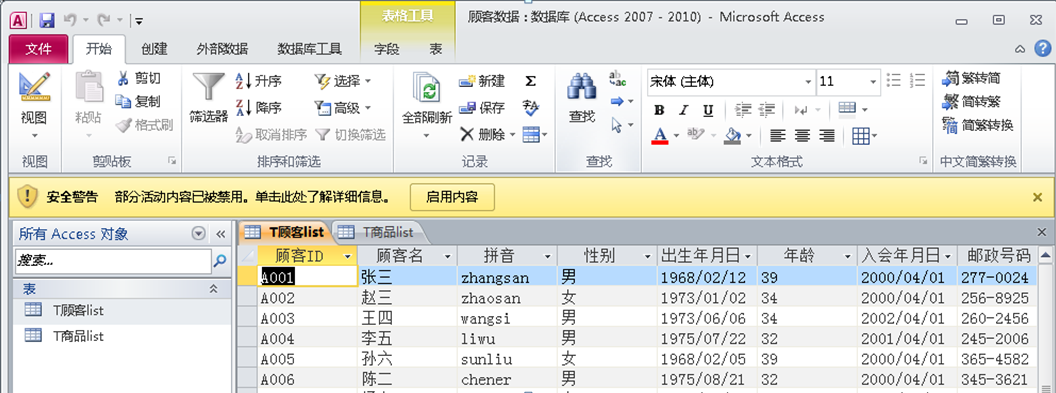 顾客数据：数据库 (Access 2007 - 2010) - Microsoft Access
表格工具
文件 开始 创建 外部数据 数据库工具 字段 表
视图 粘贴 剪切 复制 格式刷 筛选器 升序 降序 取消排序 选择 高级 切换筛选 全部刷新 新建 保存 删除 查找 宋体 (主体) 11 B I U A 简转繁 繁转简 简繁转换
视图 剪贴板 排序和筛选 记录 查找 文本格式 中文简繁转换
安全警告 部分活动内容已被禁用。单击此处了解详细信息。 启用内容
所有 Access 对象
搜索...
表
T顾客list
T商品list
T顾客list T商品list
顾客ID 顾客名 拼音 性别 出生年月日 年龄 入会年月日 邮政号码
A001 张三 zhangsan 男 1968/02/12 39 2000/04/01 277-0024
A002 赵三 zhaosan 女 1973/01/02 34 2000/04/01 256-8925
A003 王四 wangsi 男 1973/06/06 34 2002/04/01 260-2456
A004 李五 liwu 男 1975/07/22 32 2001/04/01 245-2006
A005 孙六 sunliu 女 1968/02/05 39 2000/04/01 365-4582
A006 陈二 chener 男 1975/08/21 32 2000/04/01 345-3621